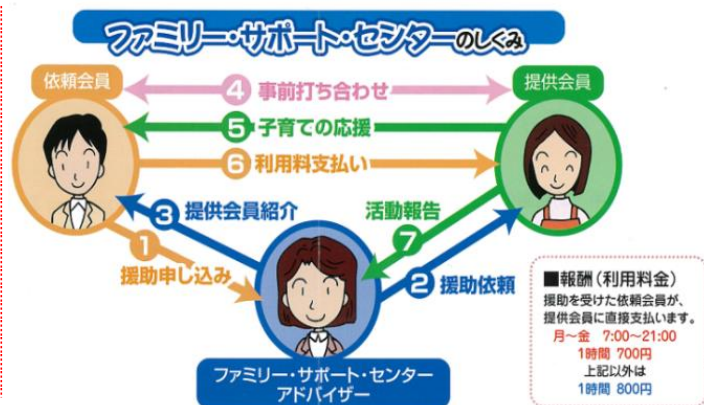 ファミリー・サポート・センターのしくみ
依頼会員
提供会員
4 事前打ち合わせ
5 子育ての応援
6 利用料支払い
3 提供会員紹介
活動報告
7
1
援助申し込み
2 援助依頼
ファミリー・サポート・センター
アドバイザー
■報酬(利用料金)
援助を受けた依頼会員が、
提供会員に直接支払います。
月〜金 7:00〜21:00
1時間 700円
上記以外は
1時間 800円